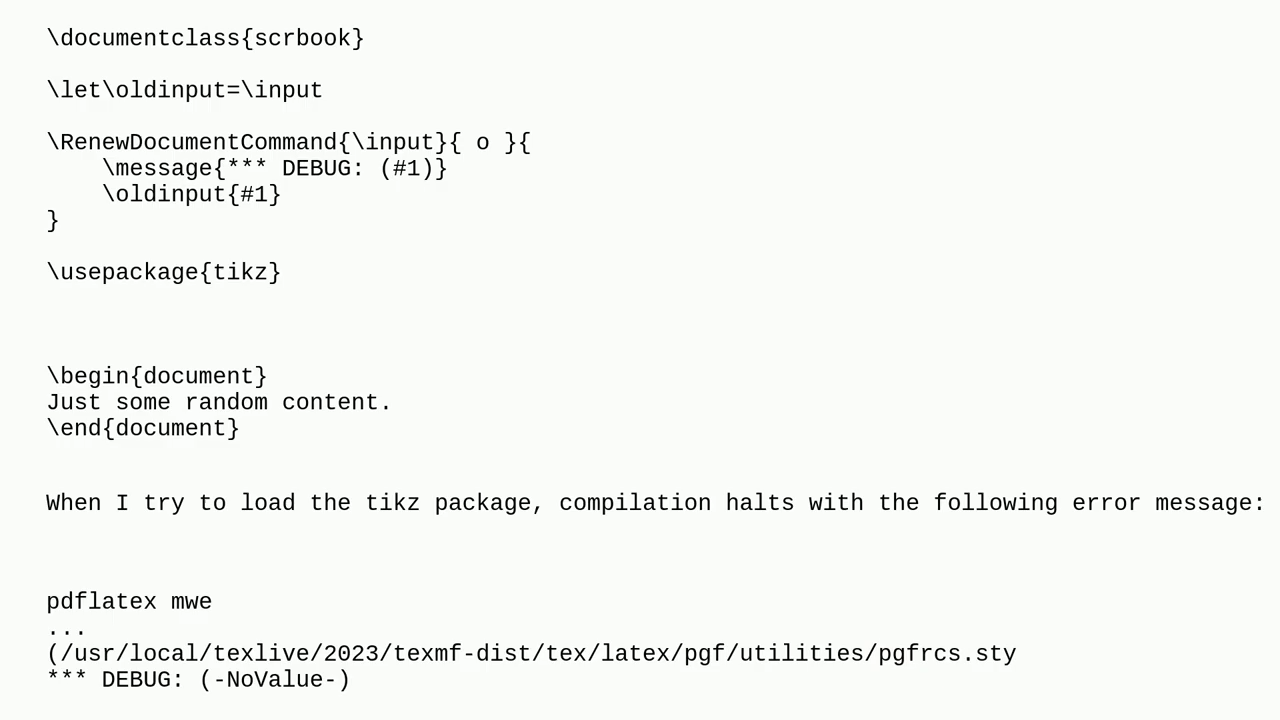 \documentclass{scrbook}
\let\oldinput=\input
\RenewDocumentCommand{\input}{ o }{
    \message{*** DEBUG: (#1)}
    \oldinput{#1}
}
\usepackage{tikz}
\begin{document}
Just some random content.
\end{document}
When I try to load the tikz package, compilation halts with the following error message:
pdflatex mwe
...
(/usr/local/texlive/2023/texmf-dist/tex/latex/pgf/utilities/pgfrcs.sty
*** DEBUG: (-NoValue-)